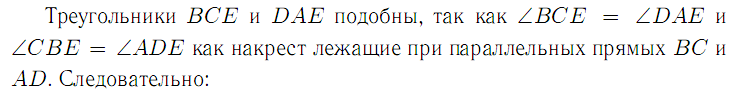 Треугольники BCE и DAE подобны, так как ∠BCE = ∠DAE и
∠CBE = ∠ADE как накрест лежащие при параллельных прямых BC и
AD. Следовательно: